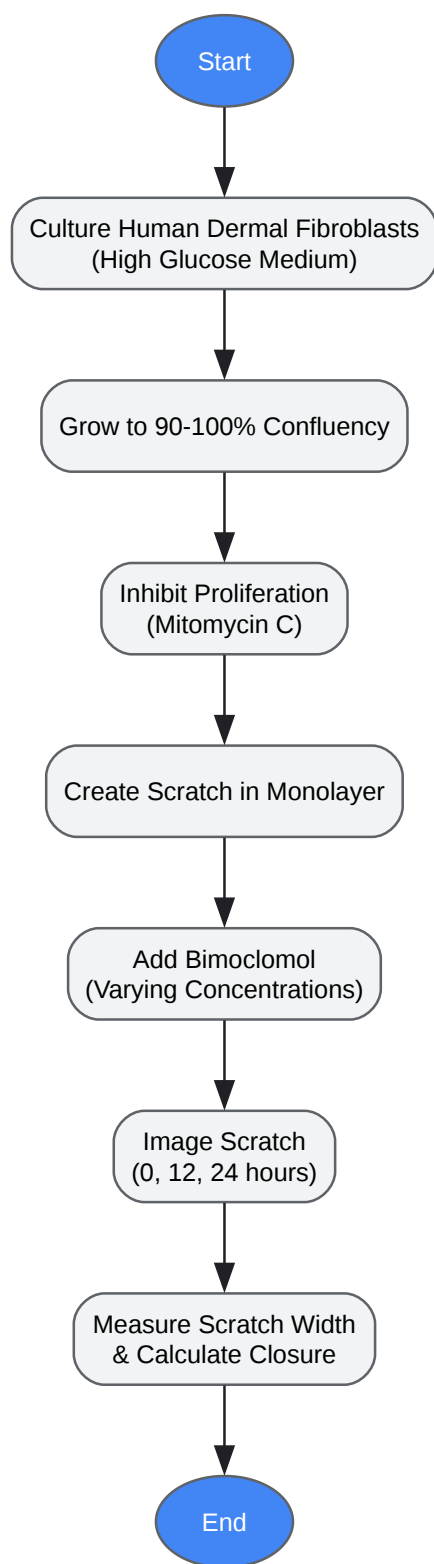 Start
Culture Human Dermal Fibroblasts
(High Glucose Medium)
Grow to 90-100% Confluency
Inhibit Proliferation
(Mitomycin C)
Create Scratch in Monolayer
Add Bimoclomol
(Varying Concentrations)
Image Scratch
(0, 12, 24 hours)
Measure Scratch Width
& Calculate Closure
End